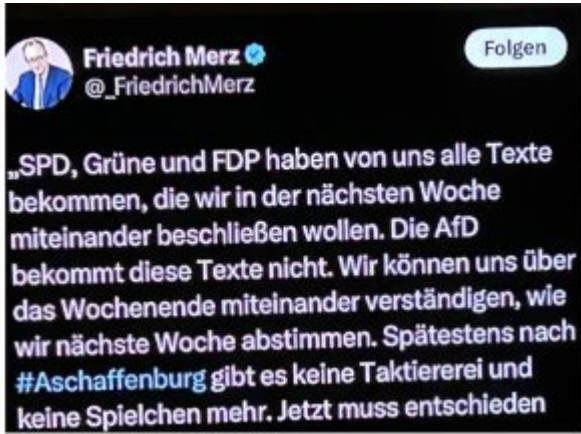 Friedrich Merz
Folgen
@_FriedrichMerz
„SPD, Grüne und FDP haben von uns alle Texte
bekommen, die wir in der nächsten Woche
miteinander beschließen wollen. Die AfD
bekommt diese Texte nicht. Wir können uns über
das Wochenende miteinander verständigen, wie
wir nächste Woche abstimmen. Spätestens nach
#Aschaffenburg gibt es keine Taktiererei und
keine Spielchen mehr. Jetzt muss entschieden